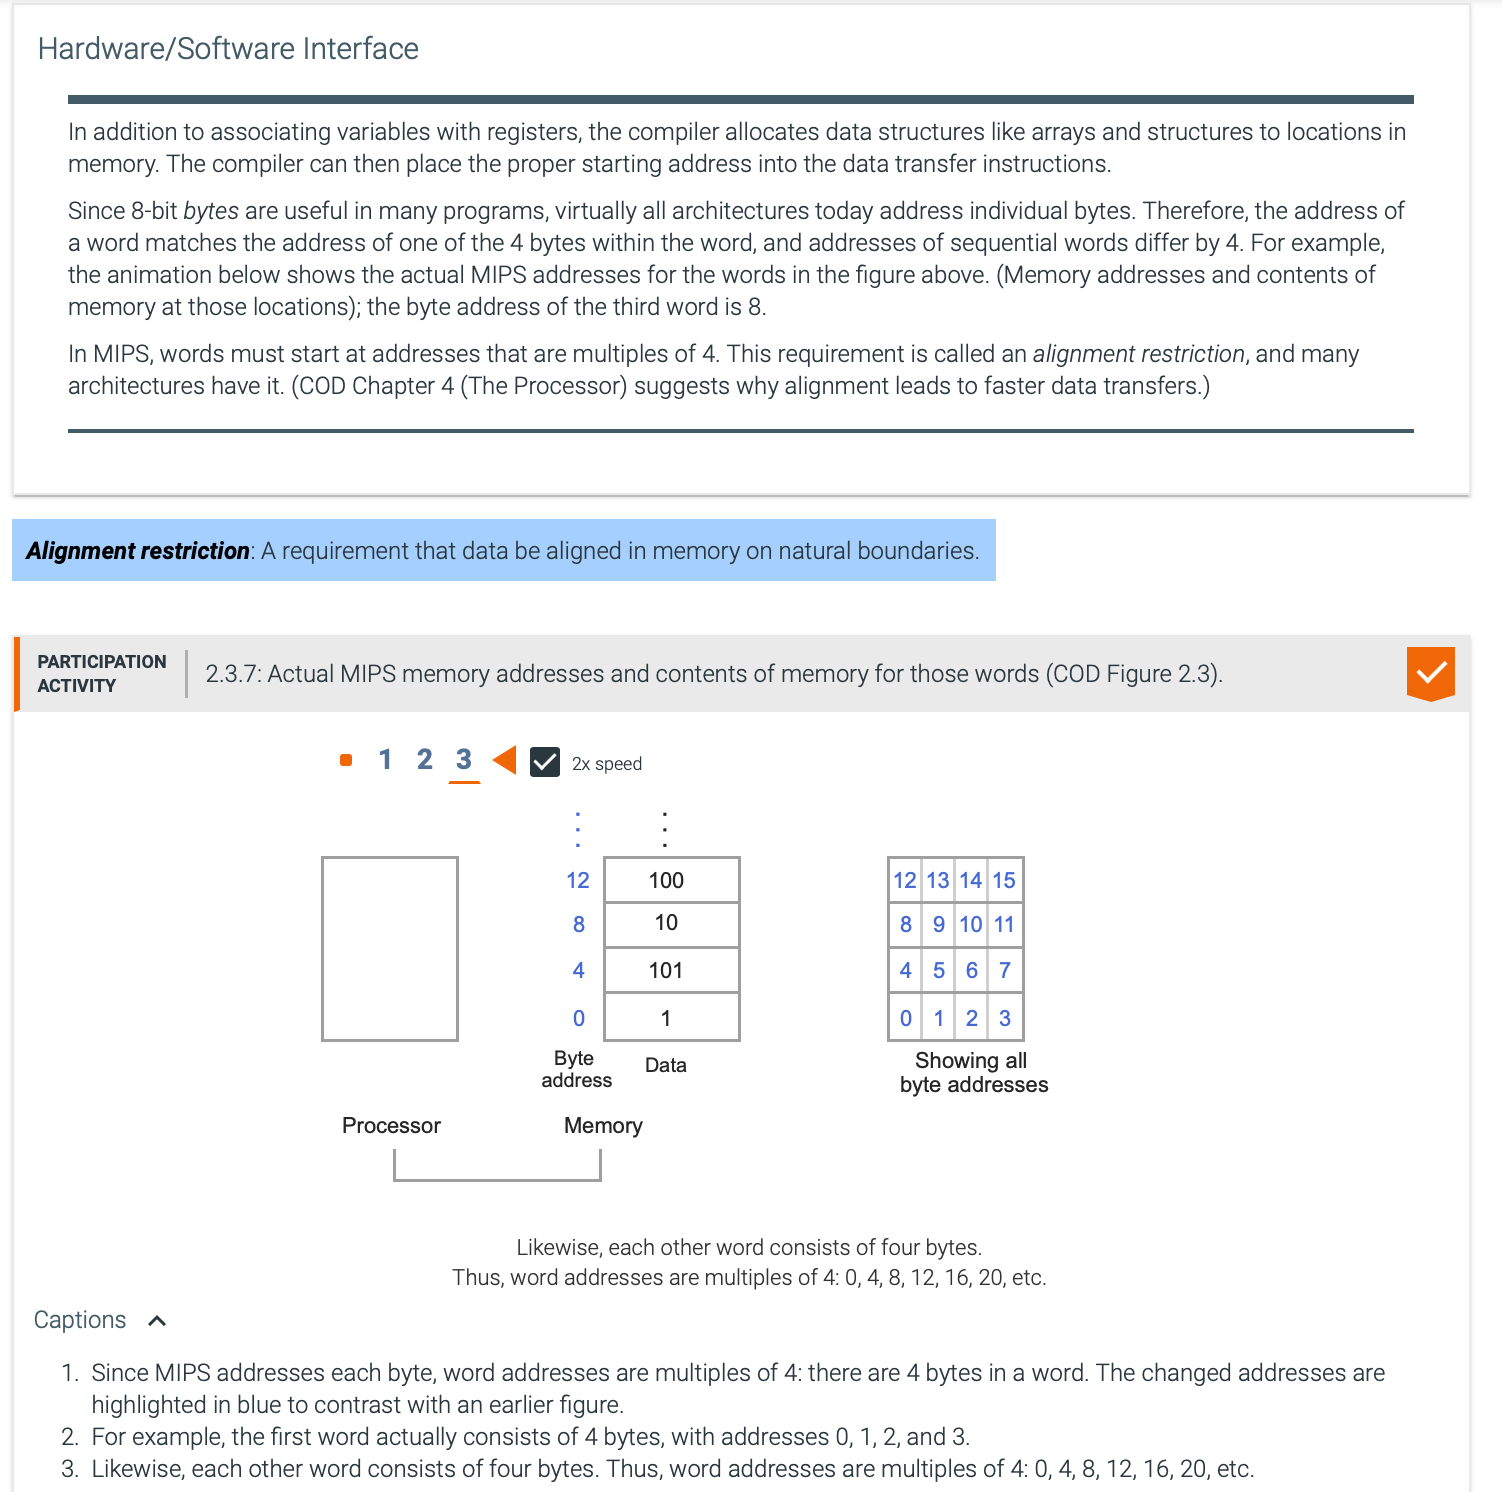 Hardware/Software Interface
In addition to associating variables with registers, the compiler allocates data structures like arrays and structures to locations in
memory. The compiler can then place the proper starting address into the data transfer instructions.
Since 8-bit bytes are useful in many programs, virtually all architectures today address individual bytes. Therefore, the address of
a word matches the address of one of the 4 bytes within the word, and addresses of sequential words differ by 4. For example,
the animation below shows the actual MIPS addresses for the words in the figure above. (Memory addresses and contents of
memory at those locations); the byte address of the third word is 8.
In MIPS, words must start at addresses that are multiples of 4. This requirement is called an alignment restriction, and many
architectures have it. (COD Chapter 4 (The Processor) suggests why alignment leads to faster data transfers.)
Alignment restriction: A requirement that data be aligned in memory on natural boundaries.
PARTICIPATION
ACTIVITY
2.3.7: Actual MIPS memory addresses and contents of memory for those words (COD Figure 2.3).
1 2 3 2x speed
12 100 12 13 14 15
8 10 8 9 10 11
4 101 4 5 6 7
0 1 0 1 2 3
Byte
address
Data
Showing all
byte addresses
Processor Memory
Likewise, each other word consists of four bytes.
Thus, word addresses are multiples of 4: 0, 4, 8, 12, 16, 20, etc.
Captions
1. Since MIPS addresses each byte, word addresses are multiples of 4: there are 4 bytes in a word. The changed addresses are
highlighted in blue to contrast with an earlier figure.
2. For example, the first word actually consists of 4 bytes, with addresses 0, 1, 2, and 3.
3. Likewise, each other word consists of four bytes. Thus, word addresses are multiples of 4: 0, 4, 8, 12, 16, 20, etc.